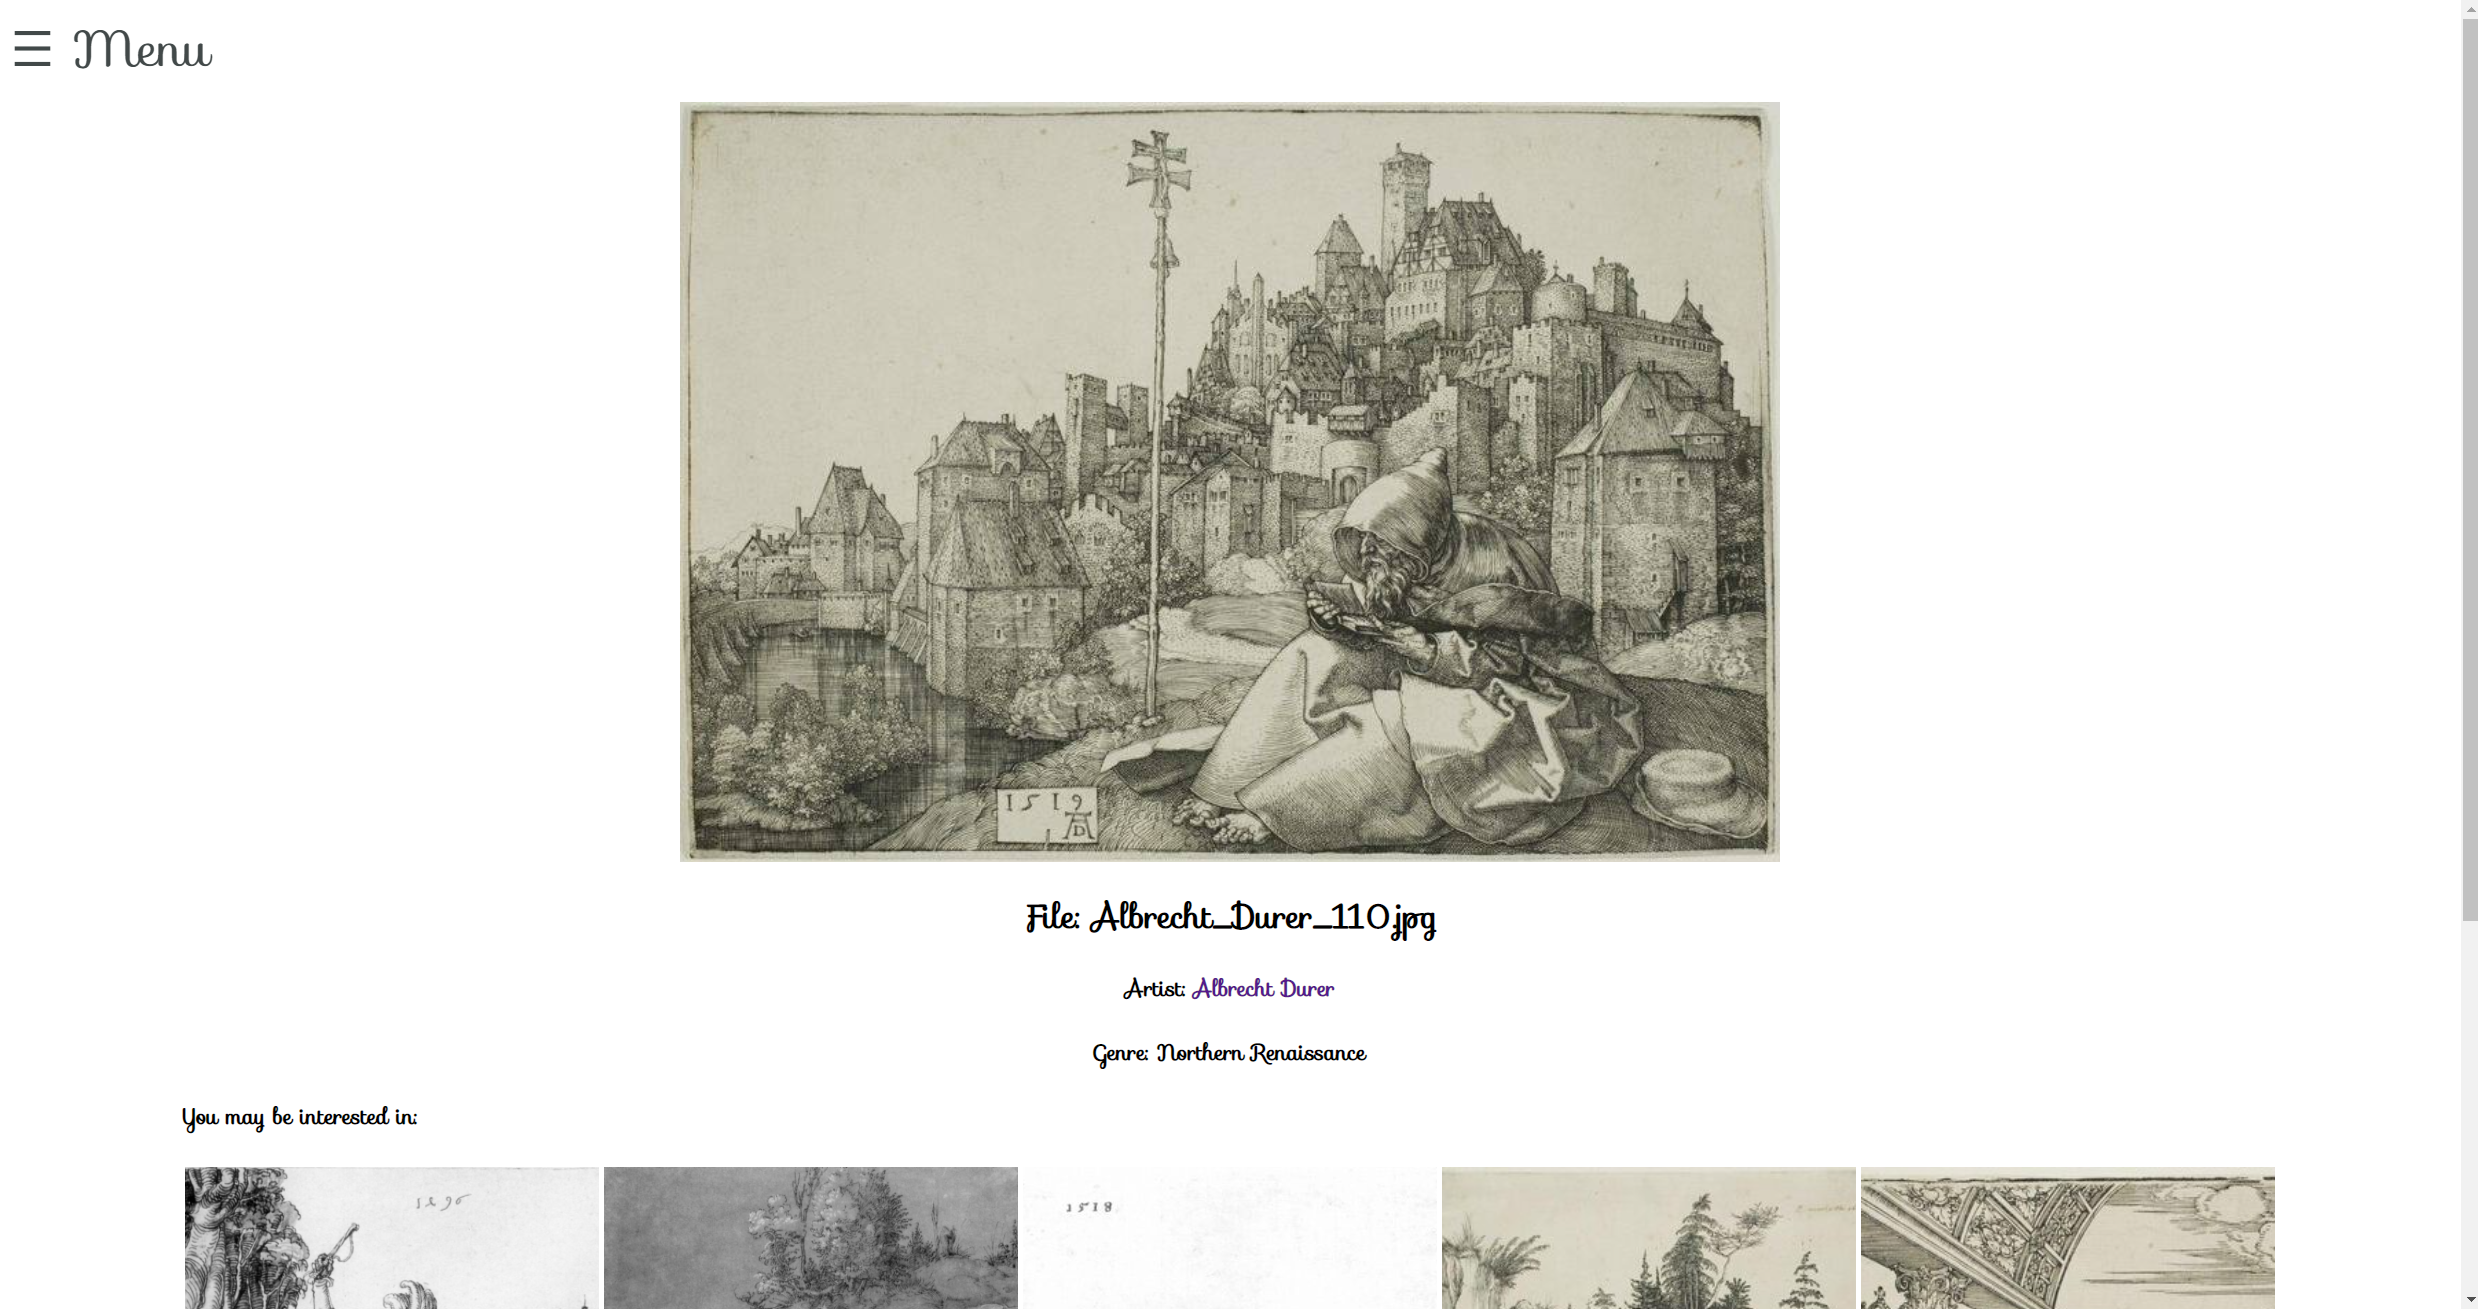 ☰ Menu
1519
AD
File: Albrecht_Durer_110.jpg
Artist: Albrecht Durer
Genre: Northern Renaissance
You may be interested in:
1496
1518